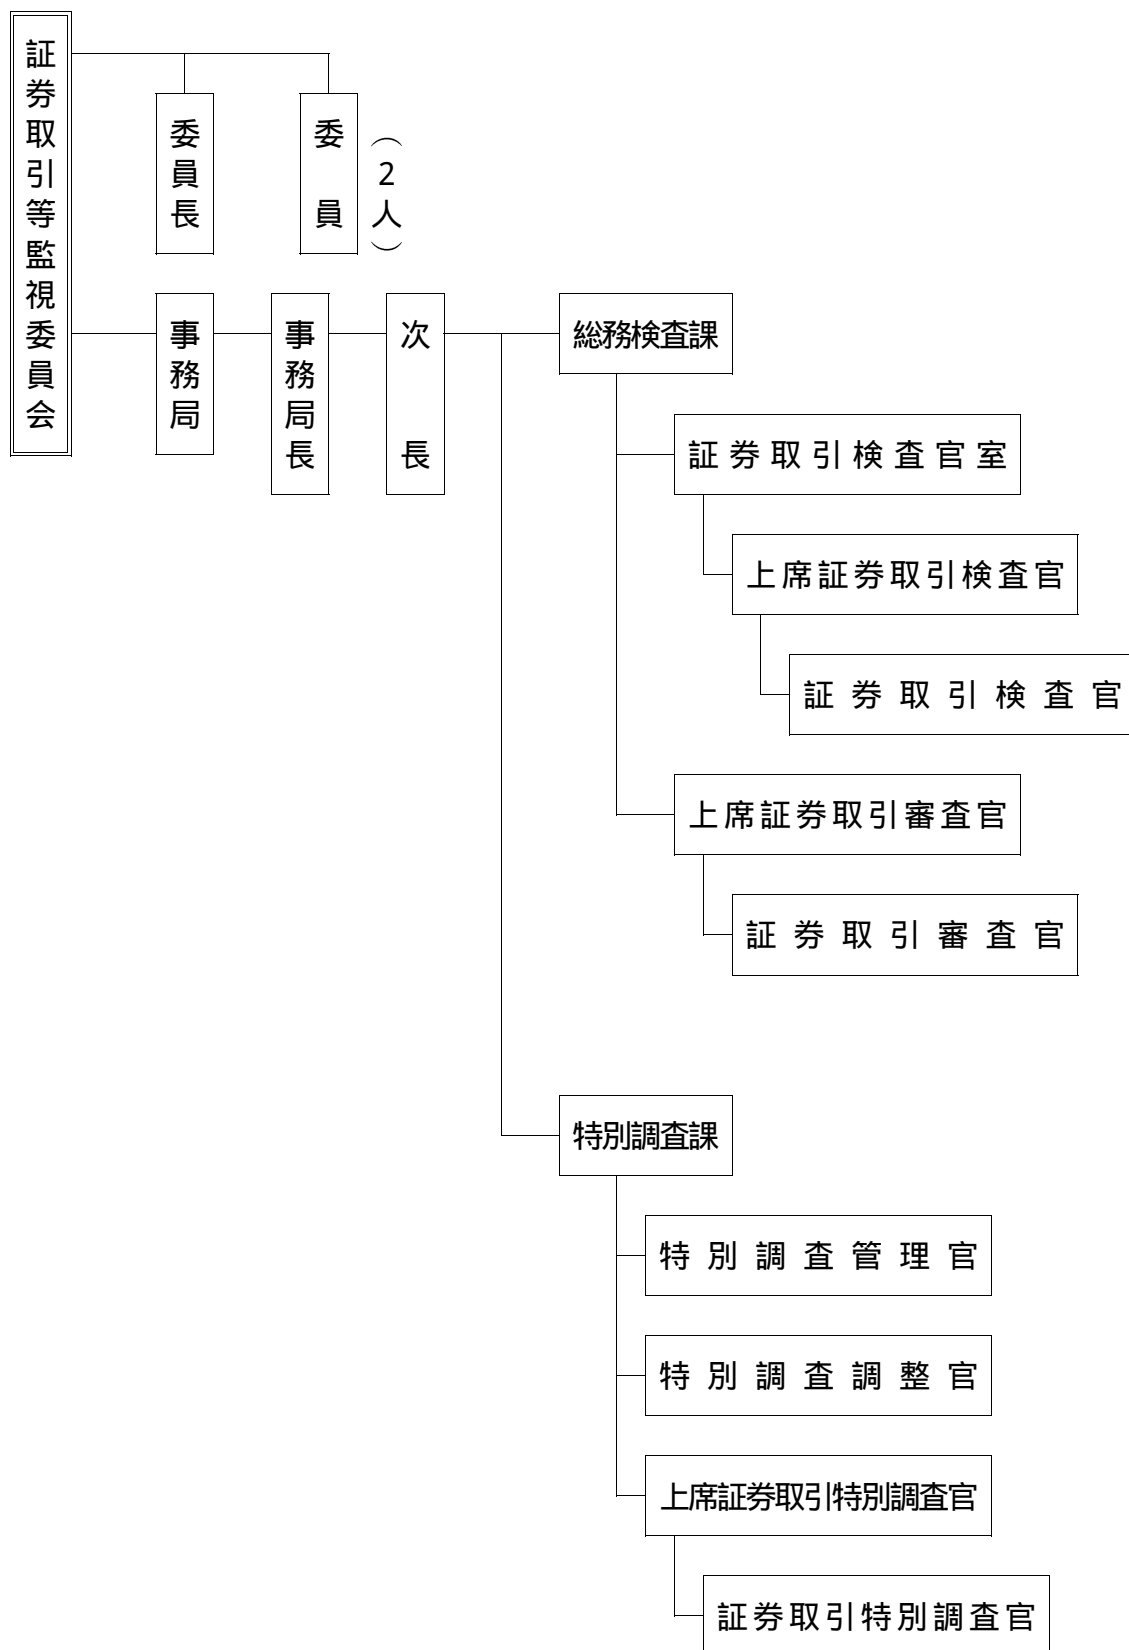 証券取引等監視委員会
委員長
委員
（2人）
事務局
事務局長
次長
総務検査課
証券取引検査官室
上席証券取引検査官
証券取引検査官
上席証券取引審査官
証券取引審査官
特別調査課
特別調査管理官
特別調査調整官
上席証券取引特別調査官
証券取引特別調査官